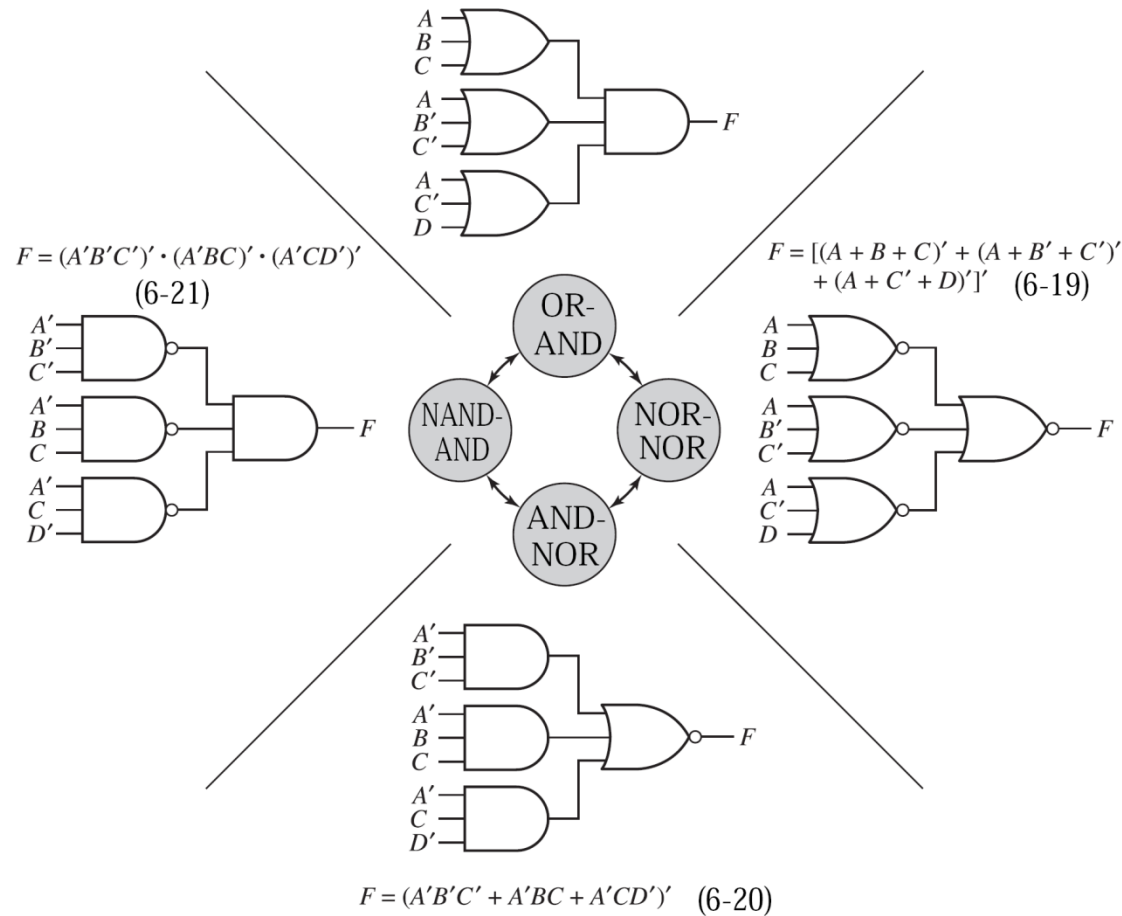 A
B
C
A
B′
C′
A
C′
D
F
F = (A′B′C′)′ · (A′BC)′ · (A′CD′)′
(6-21)
A′
B′
C′
A′
B
C
A′
C
D′
F
OR-
AND
NAND-
AND
NOR-
NOR
AND-
NOR
F = [(A + B + C)′ + (A + B′ + C′)′
+ (A + C′ + D)′]′ (6-19)
A
B
C
A
B′
C′
A
C′
D
F
A′
B′
C′
A′
B
C
A′
C
D′
F
F = (A′B′C′ + A′BC + A′CD′)′ (6-20)